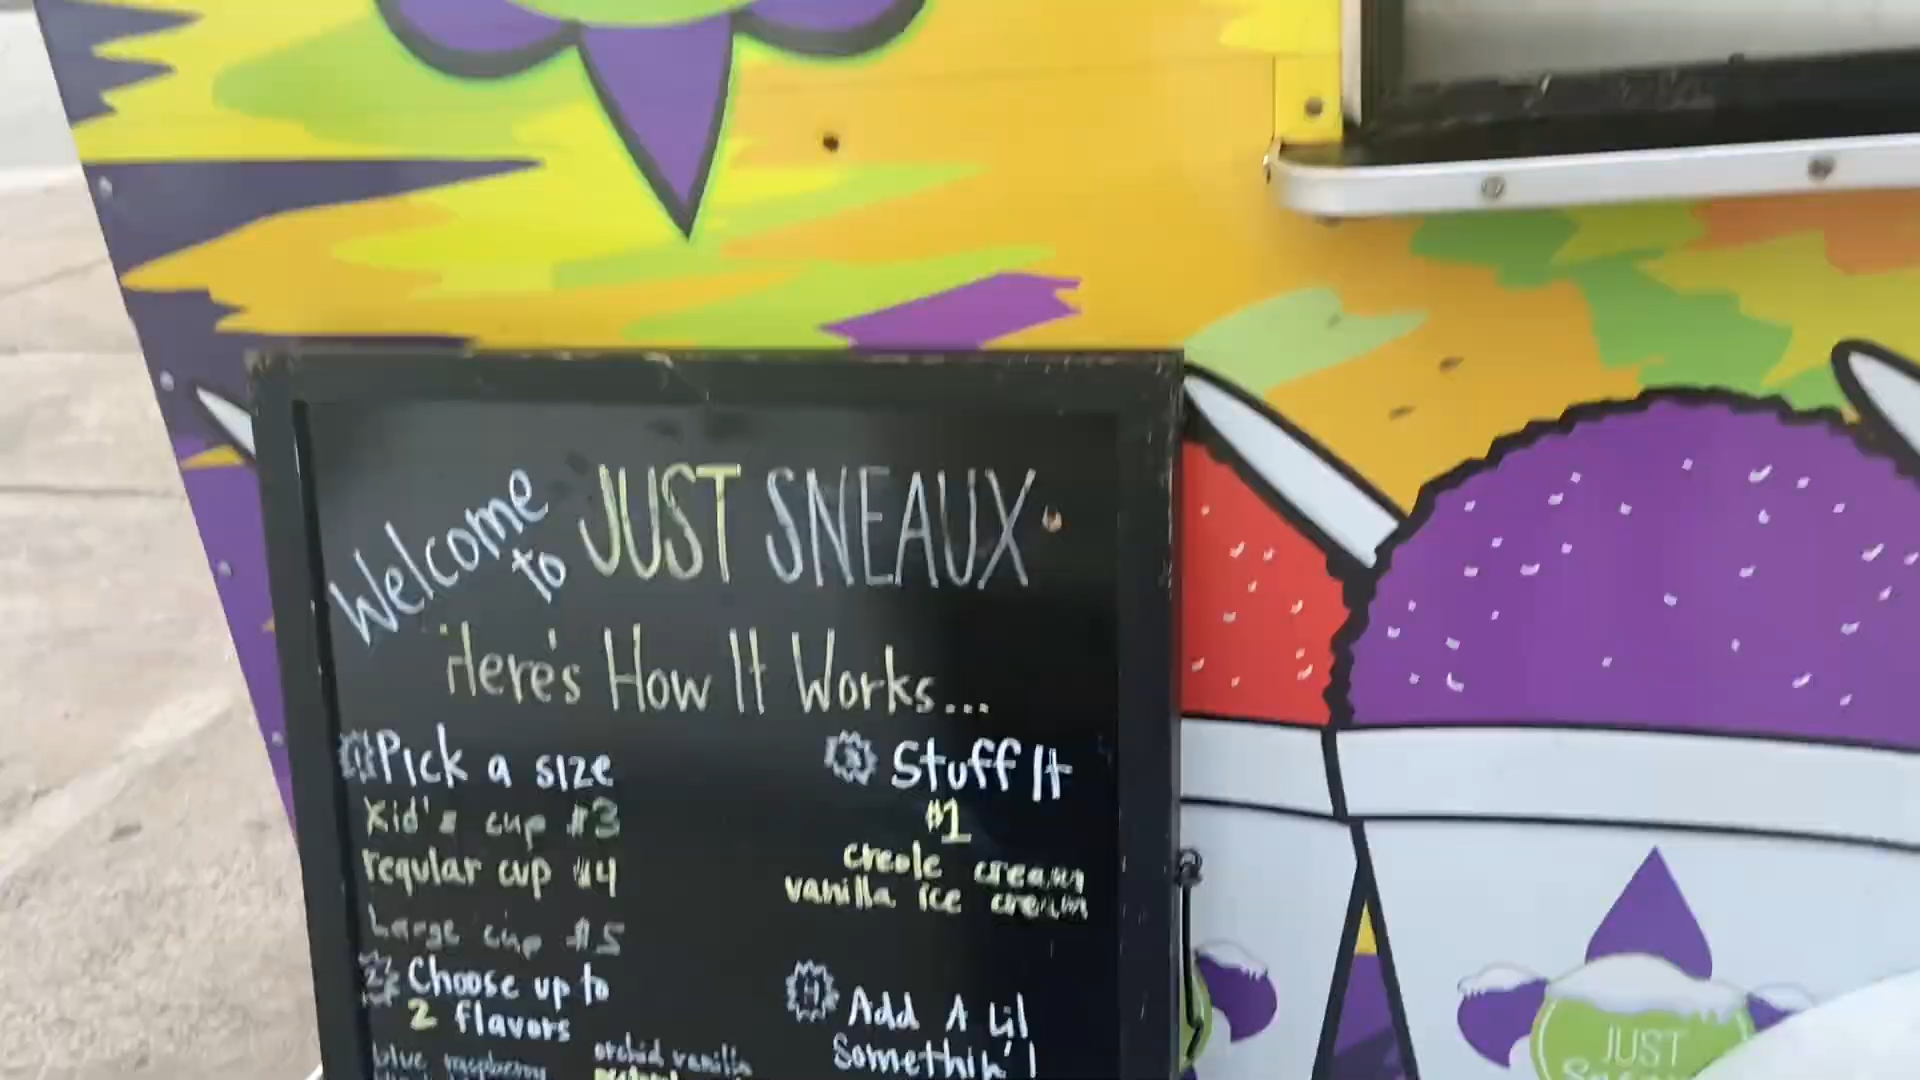 Welcome to JUST SNEAUX
Here's How It Works...
1 Pick a size
Kid's cup $3
regular cup $4
Large cup $5
2 Choose up to
2 flavors
blue raspberry
orchid vanilla
3 Stuff It
$1
creole cream
vanilla ice cream
4 Add A Lil
Somethin'!
JUST